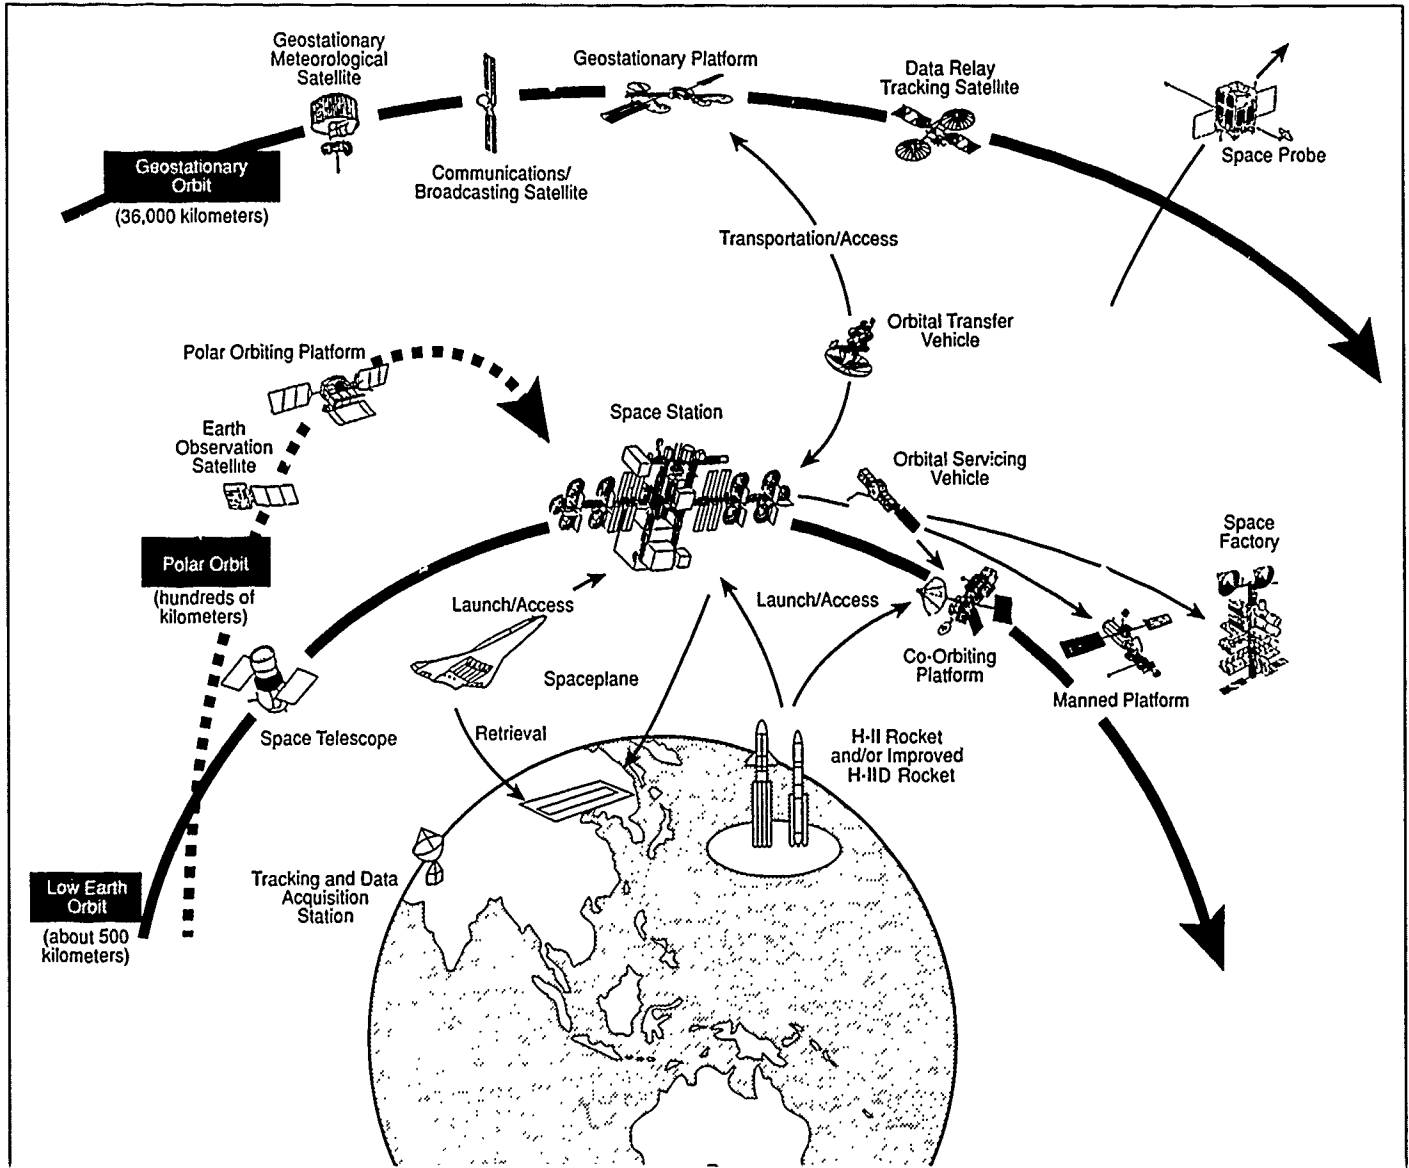 Geostationary
Meteorological
Satellite
Geostationary Platform
Data Relay
Tracking Satellite
Space Probe
Communications/
Broadcasting Satellite
Geostationary
Orbit
(36,000 kilometers)
Transportation/Access
Orbital Transfer
Vehicle
Polar Orbiting Platform
Space Station
Earth
Observation
Satellite
Orbital Servicing
Vehicle
Space
Factory
Polar Orbit
(hundreds of
kilometers)
Launch/Access
Launch/Access
Co-Orbiting
Platform
Spaceplane
Manned Platform
Space Telescope
Retrieval
H-II Rocket
and/or Improved
H-IID Rocket
Tracking and Data
Acquisition
Station
Low Earth
Orbit
(about 500
kilometers)